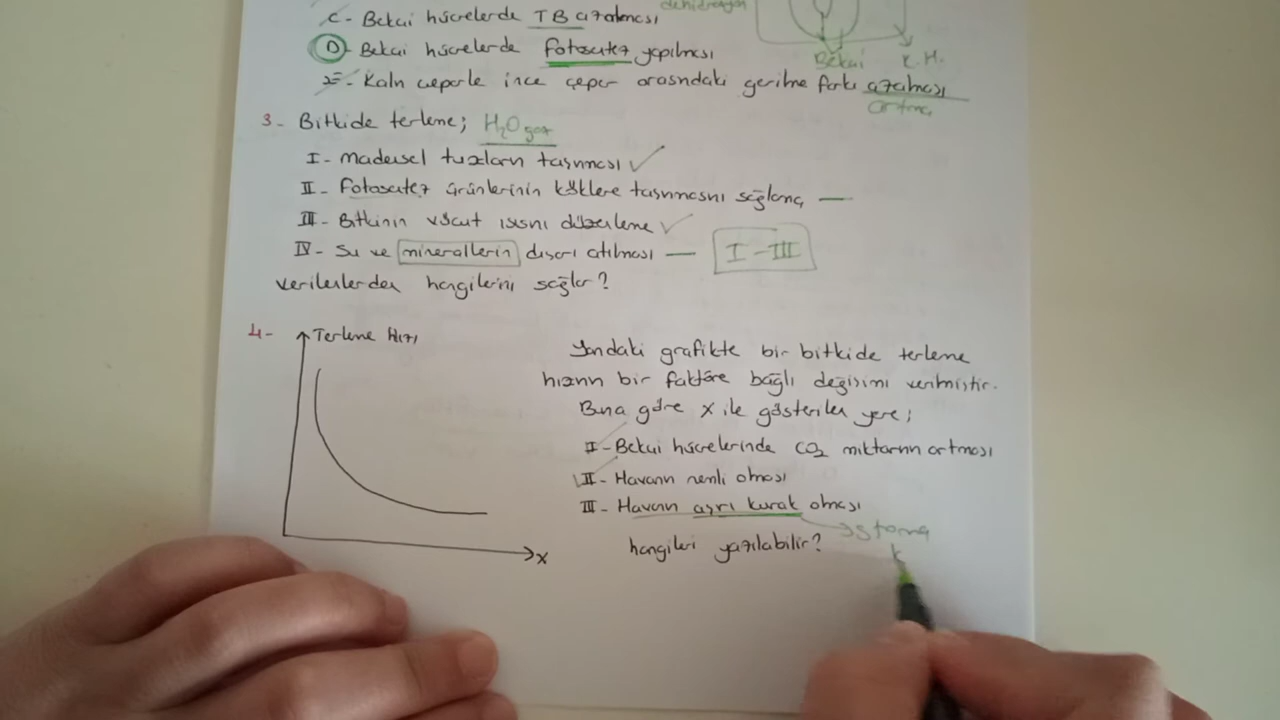 dehidrasyon
C - Bekçi hücrelerde TB azalması
D Bekçi hücrelerde fotosentez yapılması
Bekçi K.H.
E - Kalın çeperle ince çeper arasındaki gerilme farkı azalması
artma
3 - Bitkide terleme; H₂O gaz
I - madensel tuzların taşınması ✓
II - Fotosentez ürünlerinin köklere taşınmasını sağlama —
III - Bitkinin vücut ısısını düzenleme ✓
IV - Su ve minerallerin dışarı atılması — I - III
verilenlerden hangilerini sağlar?
4 - Terleme Hızı
Yandaki grafikte bir bitkide terleme
hızının bir faktöre bağlı değişimi verilmiştir.
Buna göre X ile gösterilen yere;
I - Bekçi hücrelerinde CO₂ miktarının artması
II - Havanın nemli olması
III - Havanın aşırı kurak olması
→ stoma
hangileri yazılabilir?
k
X